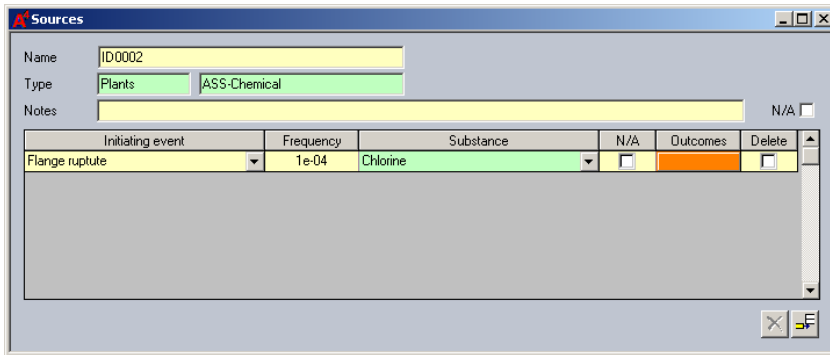 Sources
Name ID0002
Type Plants ASS-Chemical
Notes N/A
Initiating event Frequency Substance N/A Outcomes Delete
Flange ruptute 1e-04 Chlorine